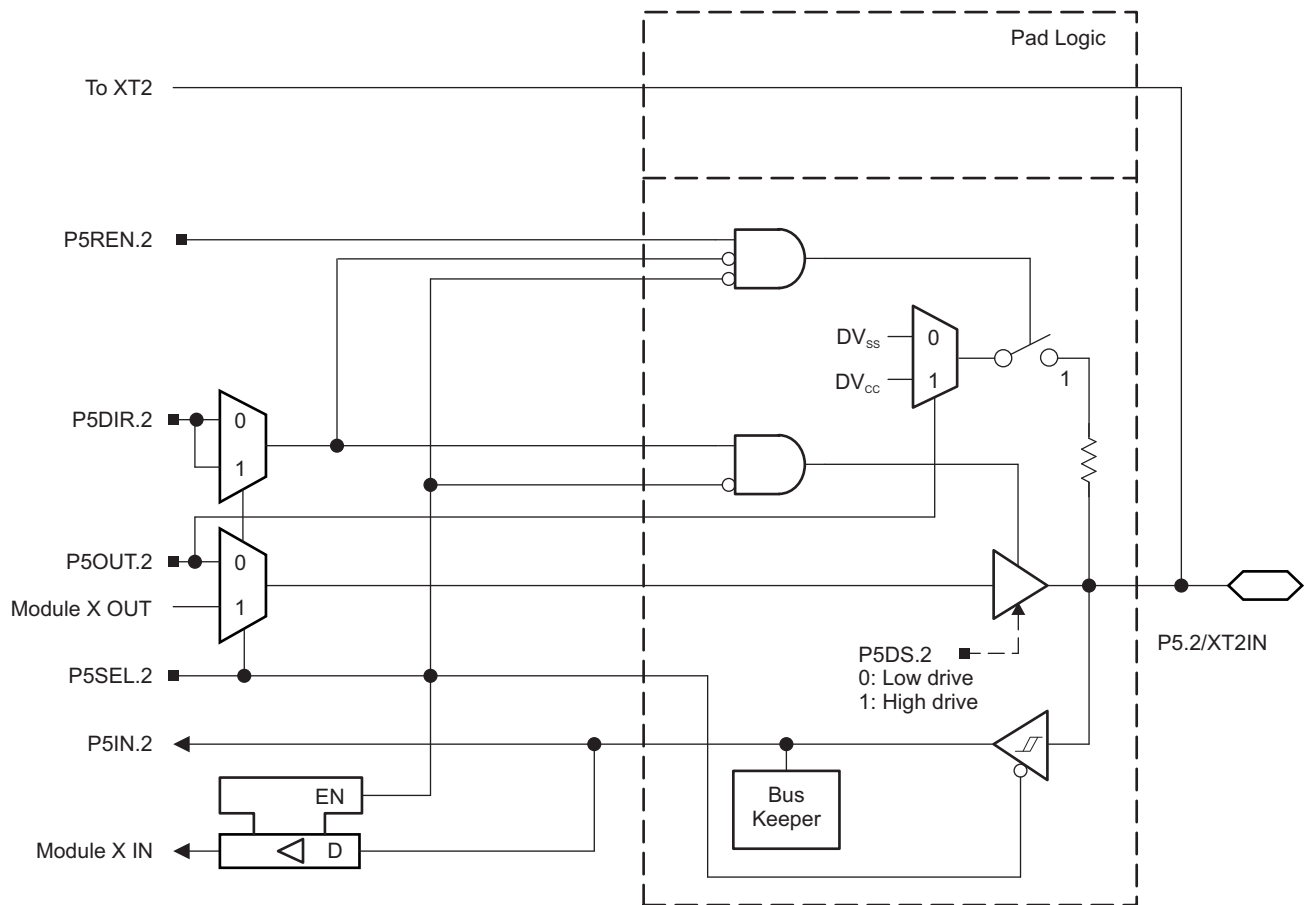 Pad Logic
To XT2
P5REN.2
DVSS
0
DVCC
1
1
P5DIR.2
0
1
P5OUT.2
0
Module X OUT
1
P5DS.2
0: Low drive
1: High drive
P5.2/XT2IN
P5SEL.2
P5IN.2
Bus
Keeper
EN
Module X IN
D